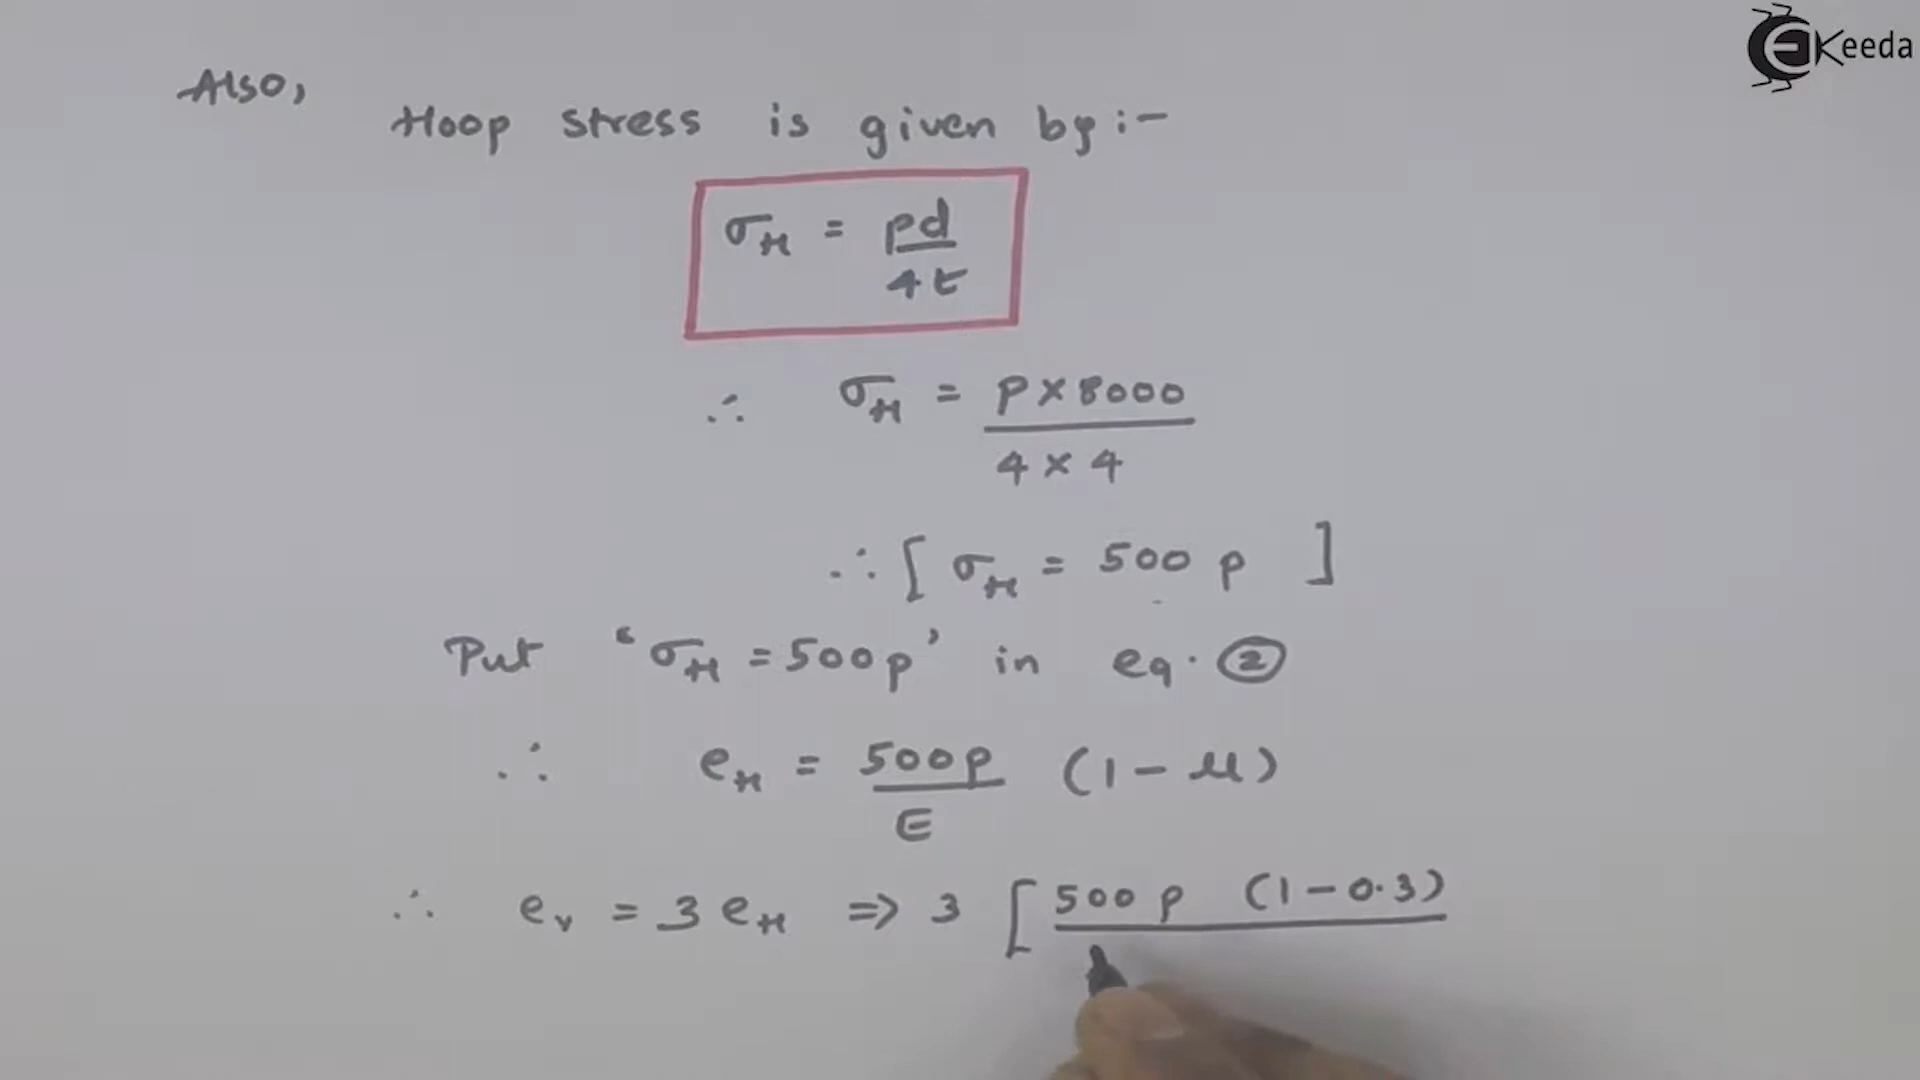 Ekeeda
Also,
Hoop stress is given by:-
σH = pd
4t
∴ σH = P×8000
4×4
∴ [ σH = 500 p ]
Put 'σH = 500p' in eq. ②
∴ eH = 500p (1 - μ)
E
∴ ev = 3 eH ⇒ 3 [ 500 p (1 - 0.3)